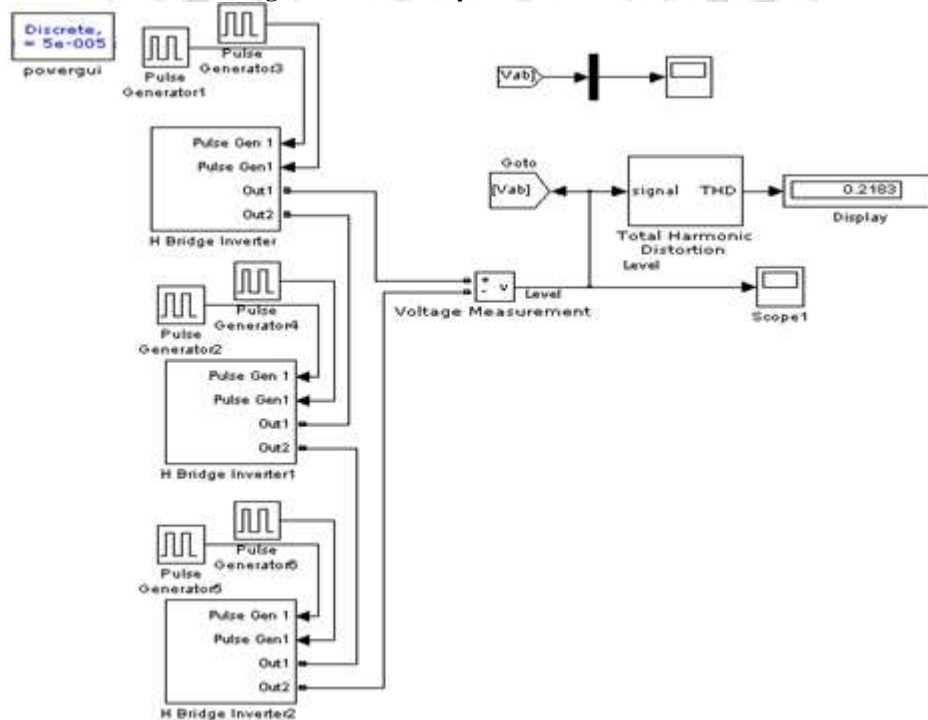 Discrete,
= 5e-005
powergui
Pulse
Generator3
Pulse
Generator1
Pulse Gen 1
Pulse Gen1
Out1
Out2
H Bridge Inverter
Pulse
Generator4
Pulse
Generator2
Pulse Gen 1
Pulse Gen1
Out1
Out2
H Bridge Inverter1
Pulse
Generator6
Pulse
Generator5
Pulse Gen 1
Pulse Gen1
Out1
Out2
H Bridge Inverter2
[Vab]
Goto
[Vab]
signal THD
0.2183
Display
Total Harmonic
Distortion
Level
+
- v
Level
Voltage Measurement
Scope1